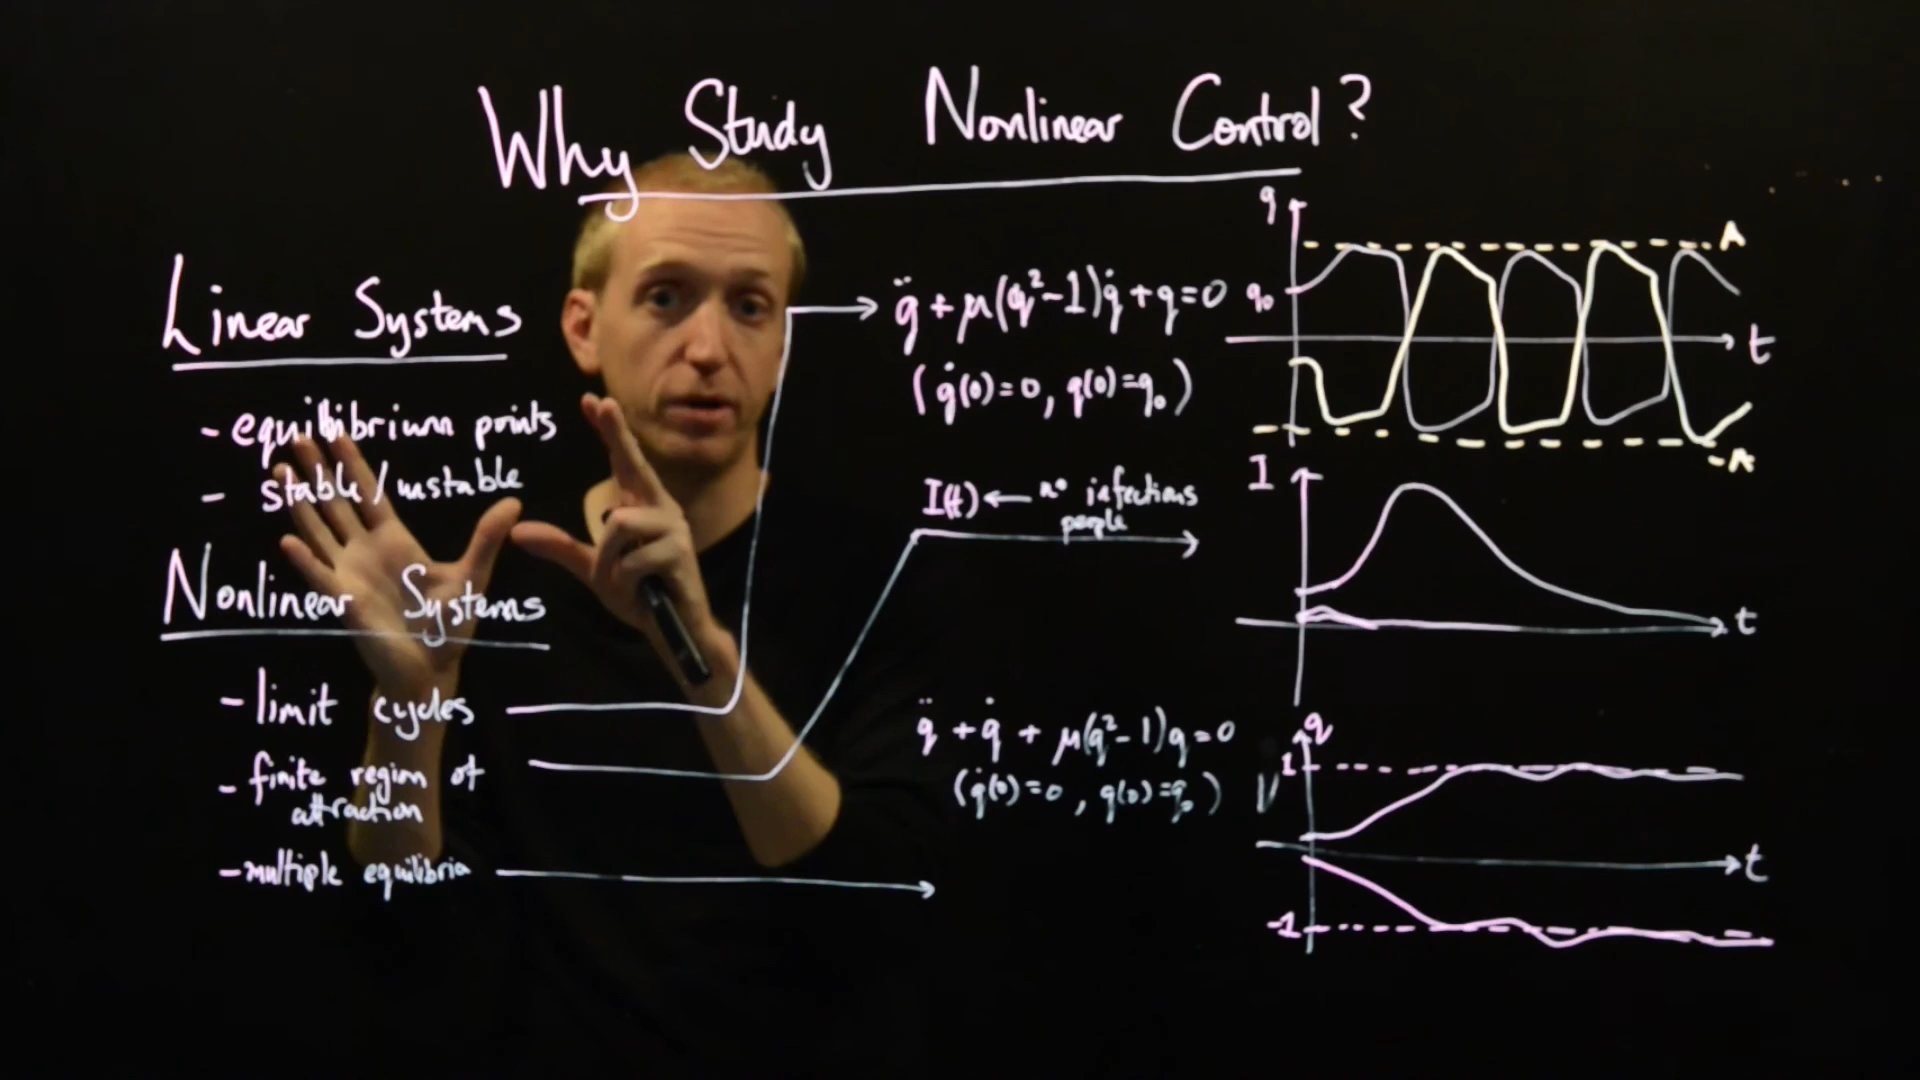 Why Study Nonlinear Control?
Linear Systems
- equilibrium points
- stable/unstable
Nonlinear Systems
- limit cycles
- finite region of
attraction
- multiple equilibria
q̈ + μ(q²-1)q̇ + q = 0
(q̇(0)=0, q(0)=q₀)
I(t) ← nº infections
people
q̈ + q̇ + μ(q²-1)q = 0
(q̇(0)=0, q(0)=q₀)
q
A
q₀
t
-A
I
t
q
1
t
-1